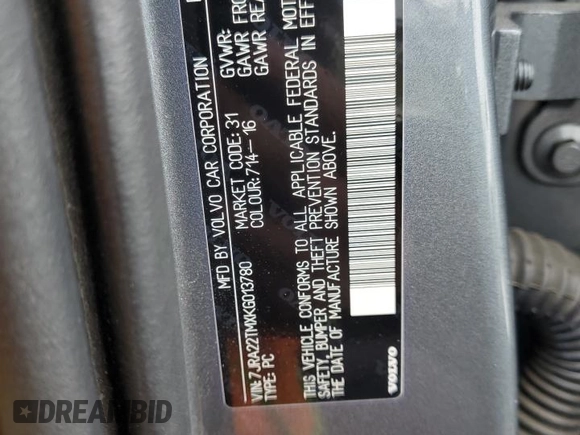 MFD BY VOLVO CAR CORPORATION
GVWR:
GAWR FRO
GAWR REA
VIN:7JRA22TMXKG013780
TYPE: PC
MARKET CODE: 31
COLOUR: 714-16
THIS VEHICLE CONFORMS TO ALL APPLICABLE FEDERAL MOT
SAFETY, BUMPER AND THEFT PREVENTION STANDARDS IN EFF
THE DATE OF MANUFACTURE SHOWN ABOVE.
VOLVO
DREAMBID